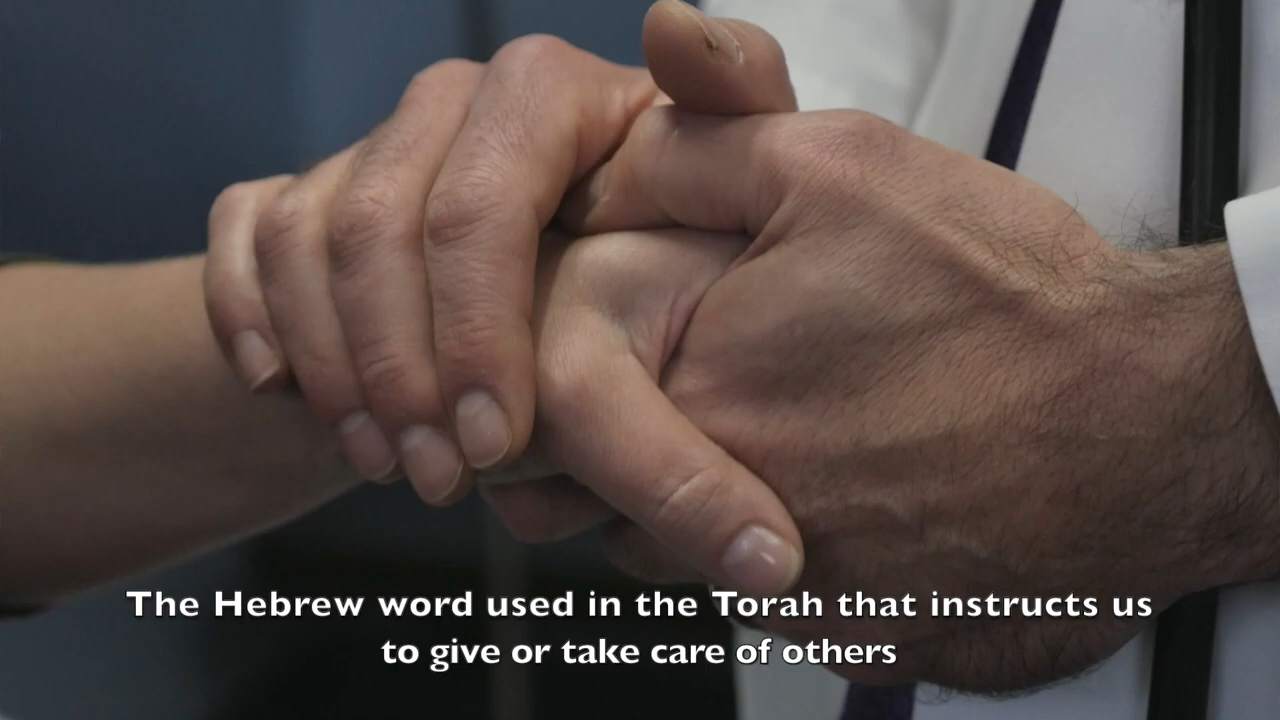 The Hebrew word used in the Torah that instructs us
to give or take care of others